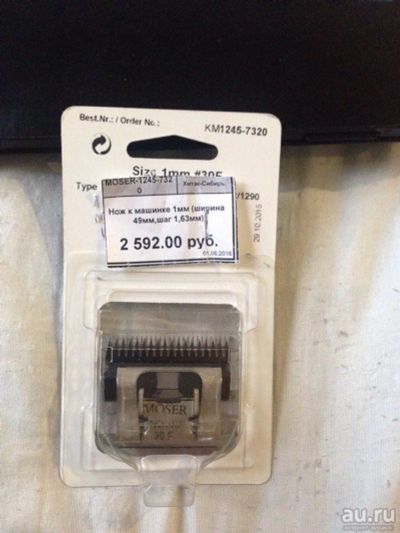 Best.Nr.: / Order No.:
KM1245-7320
Size 1mm #30F
Type
/1290
MOSER-1245-732
0
Хитэк-Сибирь
Нож к машинке 1мм (ширина
49мм,шаг 1,63мм)
2 592.00 руб.
01.06.2016
29 10 2015
MOSER
30 F
au.ru